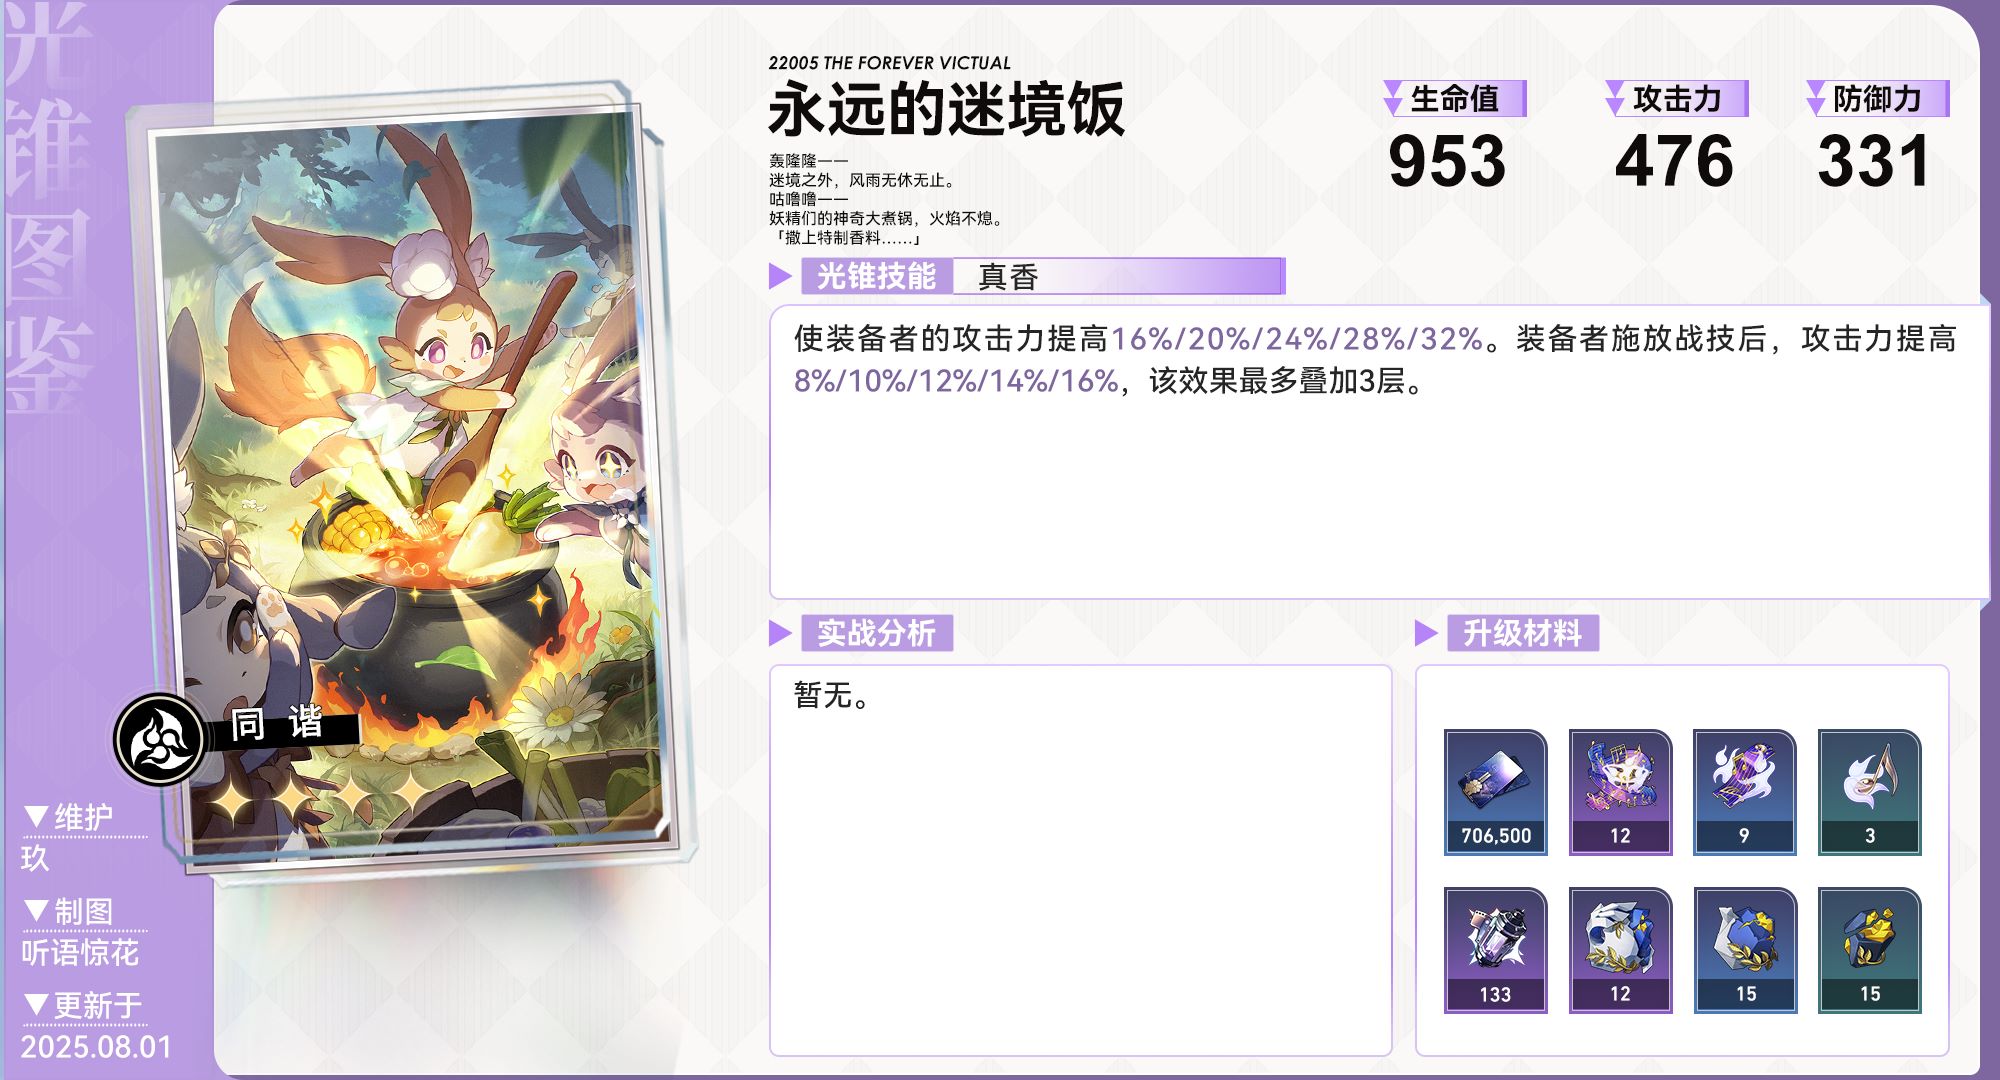 光锥图鉴
22005 THE FOREVER VICTUAL
永远的迷境饭
轰隆隆——
迷境之外，风雨无休无止。
咕噜噜——
妖精们的神奇大煮锅，火焰不熄。
「撒上特制香料……」
生命值
953
攻击力
476
防御力
331
光锥技能
真香
使装备者的攻击力提高16%/20%/24%/28%/32%。装备者施放战技后，攻击力提高
8%/10%/12%/14%/16%，该效果最多叠加3层。
实战分析
暂无。
升级材料
706,500
12
9
3
133
12
15
15
同谐
▼维护
玖
▼制图
听语惊花
▼更新于
2025.08.01